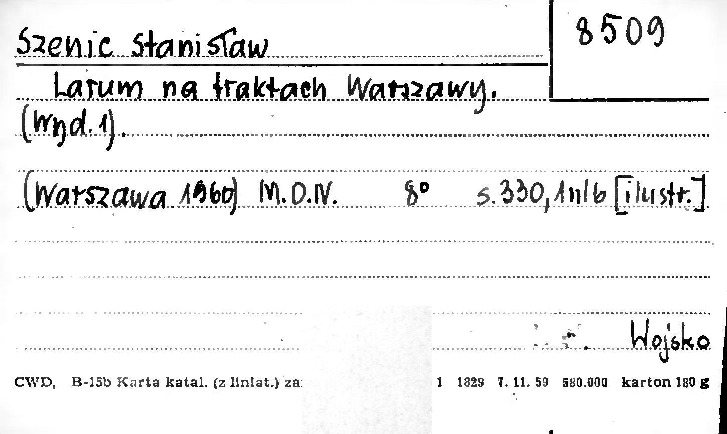 8509
Szenic Stanisław
Larum na traktach Warszawy.
(Wyd. 1).
(Warszawa 1960) M.O.N. 8° s. 330, 1 nlb [ilustr.]
Wojsko
CWD, B-15b Karta katal. (z liniat.) za 1 1829 7. 11. 59 580.000 karton 180 g